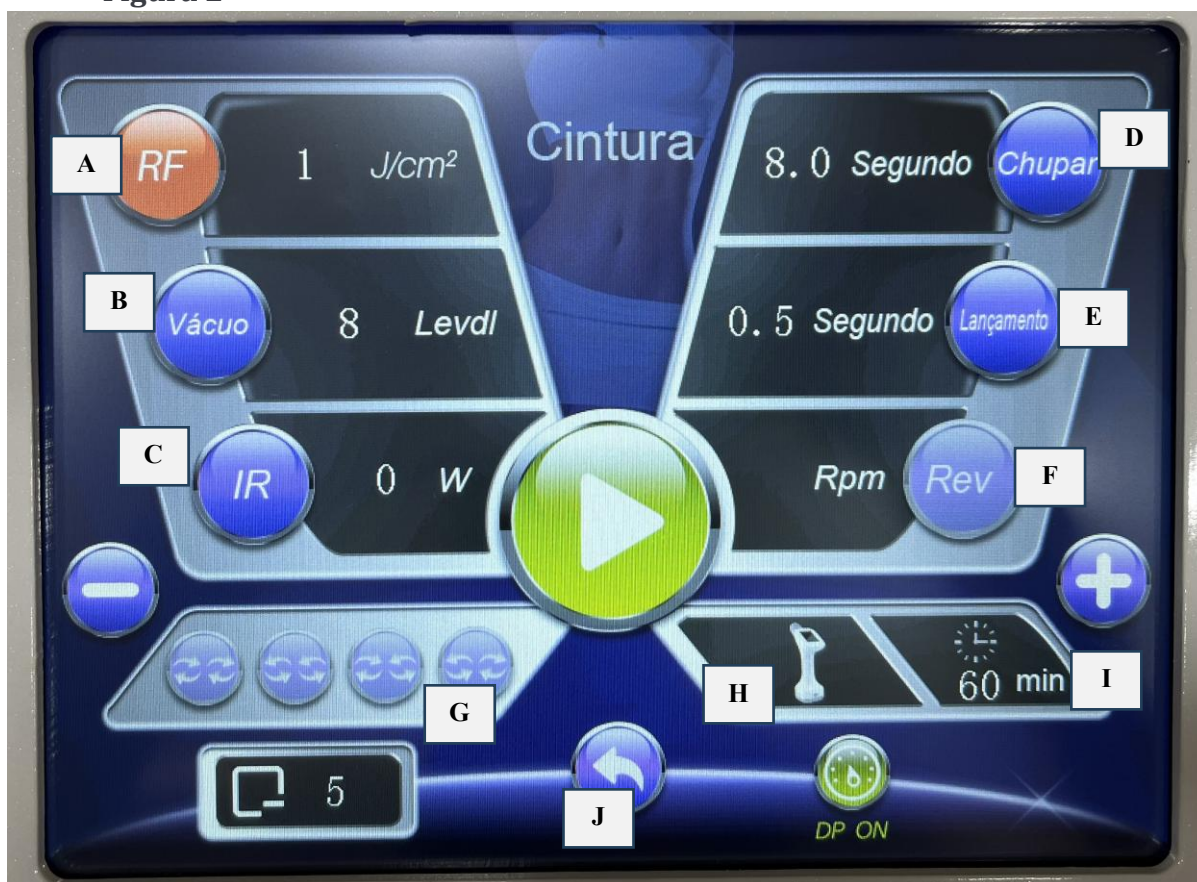 Figura 2
Cintura
A
RF
1 J/cm²
8.0 Segundo
Chupar
D
B
Vácuo
8 Levdl
0.5 Segundo
Lançamento
E
C
IR
0 W
Rpm
Rev
F
G
H
60 min
I
5
J
DP ON